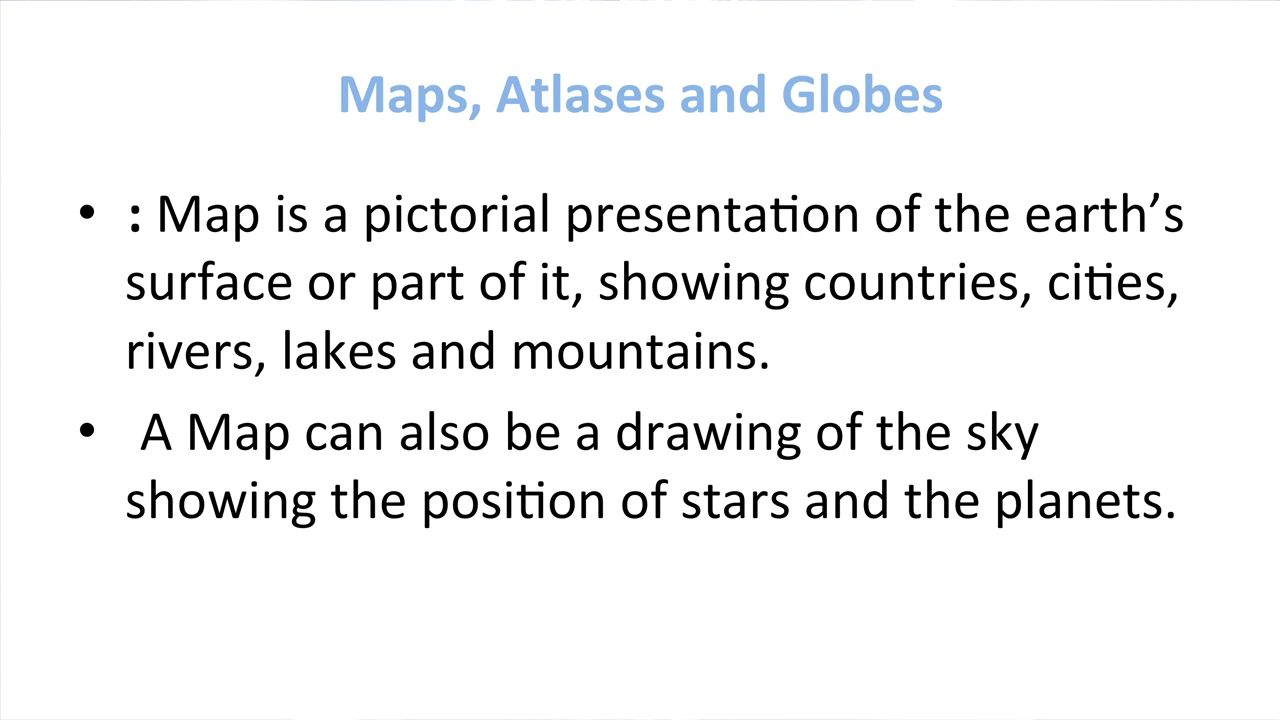 Maps, Atlases and Globes
• : Map is a pictorial presentation of the earth’s
surface or part of it, showing countries, cities,
rivers, lakes and mountains.
• A Map can also be a drawing of the sky
showing the position of stars and the planets.